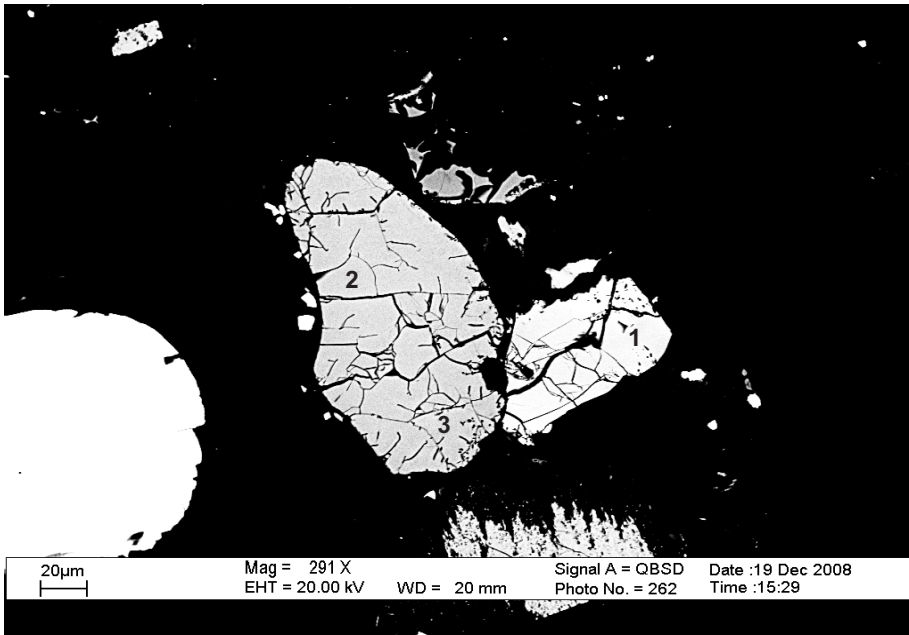 2
1
3
20µm
Mag = 291 X
EHT = 20.00 kV
WD = 20 mm
Signal A = QBSD
Photo No. = 262
Date :19 Dec 2008
Time :15:29